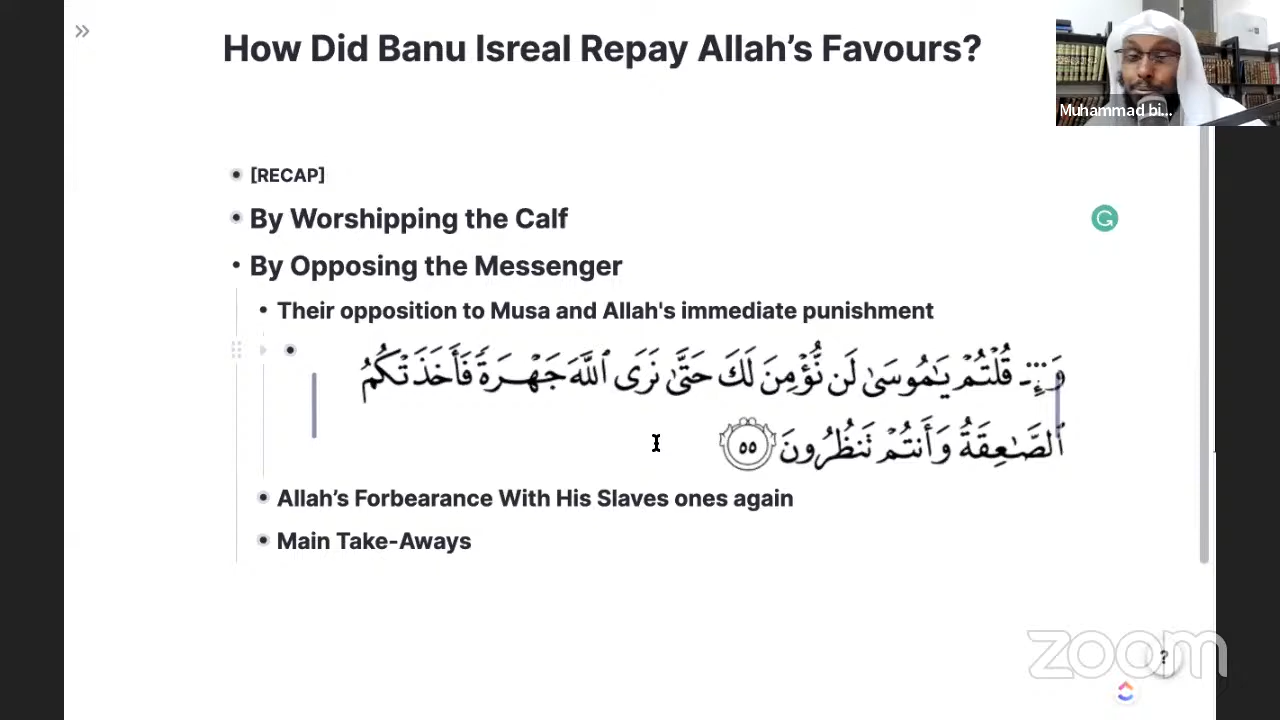 How Did Banu Isreal Repay Allah’s Favours?
Muhammad bi...
[RECAP]
By Worshipping the Calf
By Opposing the Messenger
Their opposition to Musa and Allah's immediate punishment
قُلْتُمْ يَـٰمُوسَىٰ لَن نُّؤْمِنَ لَكَ حَتَّىٰ نَرَى ٱللَّهَ جَهْرَةً فَأَخَذَتْكُمُ
ٱلصَّـٰعِقَةُ وَأَنتُمْ تَنظُرُونَ ٥٥
Allah’s Forbearance With His Slaves ones again
Main Take-Aways
zoom
?